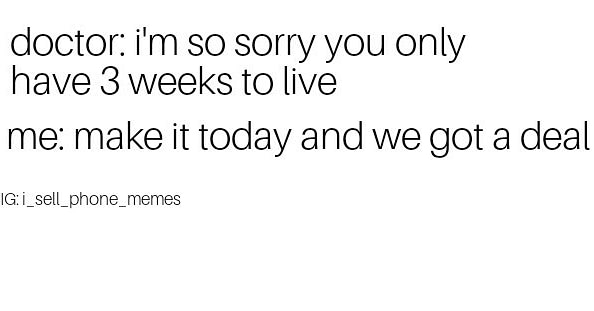 doctor: i'm so sorry you only
have 3 weeks to live
me: make it today and we got a deal
IG: i_sell_phone_memes